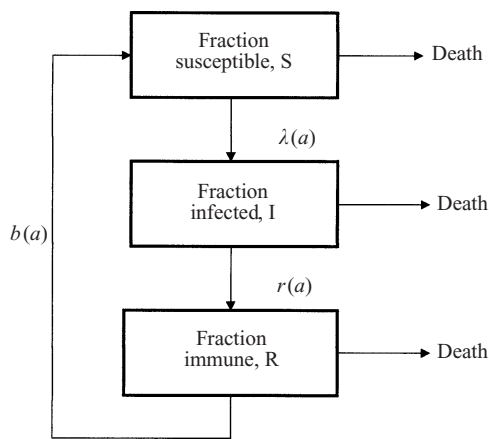 Fraction
susceptible, S
Death
λ(a)
Fraction
infected, I
Death
b(a)
r(a)
Fraction
immune, R
Death